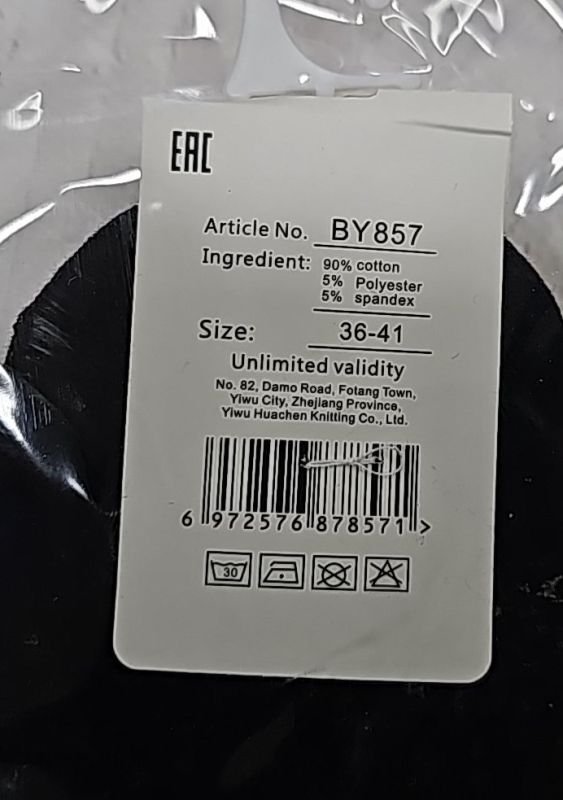 EAC
Article No. BY857
Ingredient: 90% cotton
5% Polyester
5% spandex
Size: 36-41
Unlimited validity
No. 82, Damo Road, Fotang Town,
Yiwu City, Zhejiang Province,
Yiwu Huachen Knitting Co., Ltd.
6 972576 878571 >
30